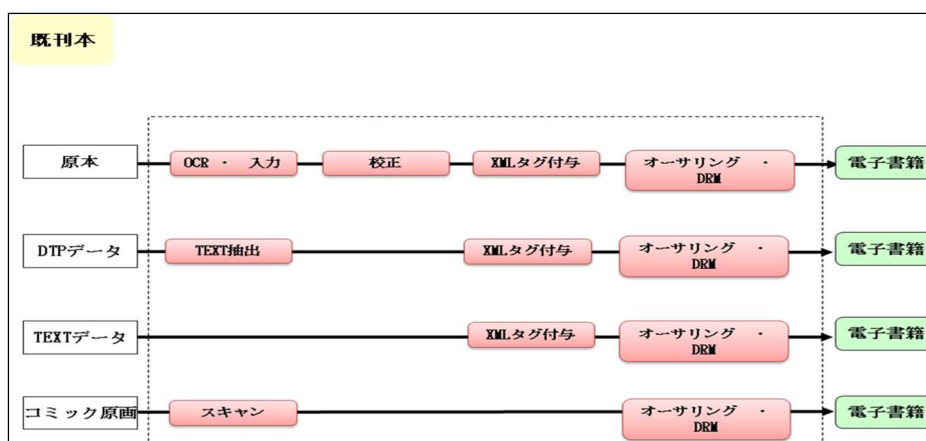 既刊本
原本
OCR ・ 入力
校正
XMLタグ付与
オーサリング ・
DRM
電子書籍
DTPデータ
TEXT抽出
XMLタグ付与
オーサリング ・
DRM
電子書籍
TEXTデータ
XMLタグ付与
オーサリング ・
DRM
電子書籍
コミック原画
スキャン
オーサリング ・
DRM
電子書籍